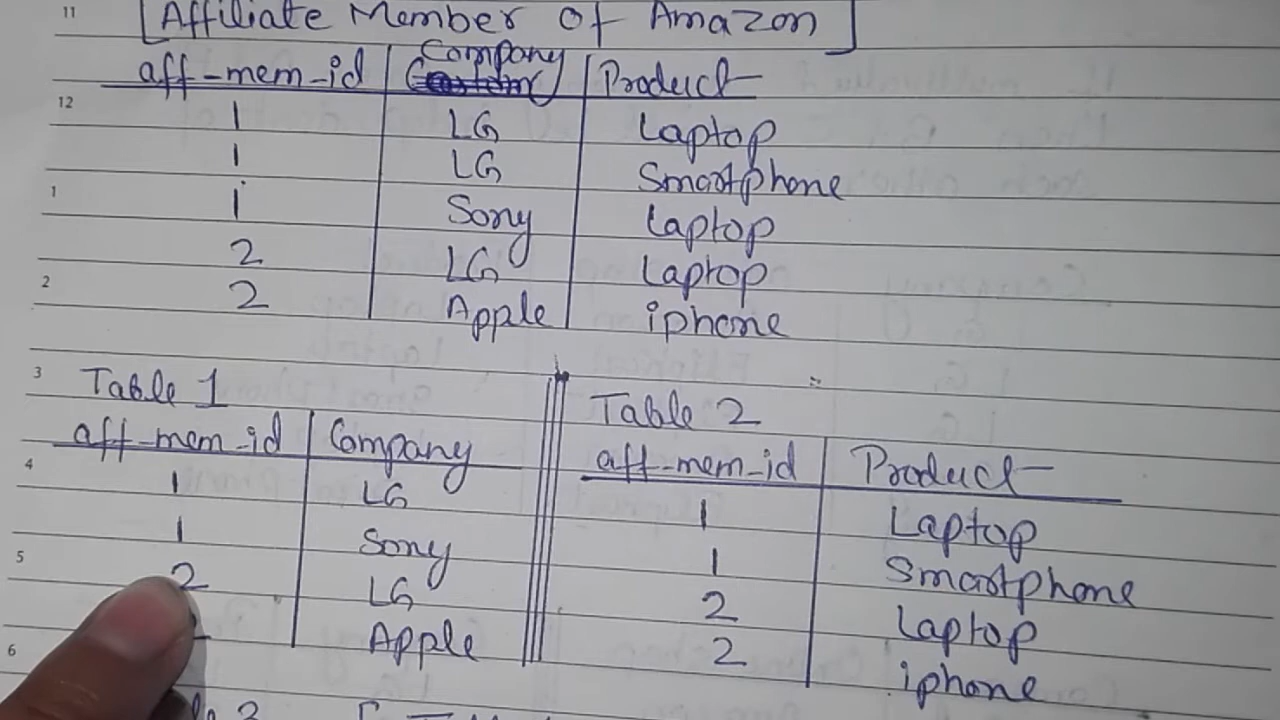 11
[Affiliate Member Of Amazon]
aff-mem-id Company Product
12
1 LG Laptop
1 LG Smartphone
1
1 Sony Laptop
2 LG Laptop
2
2 Apple iphone
3
Table 1 Table 2
aff-mem-id Company aff-mem-id Product
4
1 LG 1 Laptop
1 Sony 1 Smartphone
5
2 LG 2 Laptop
2 Apple 2 iphone
6